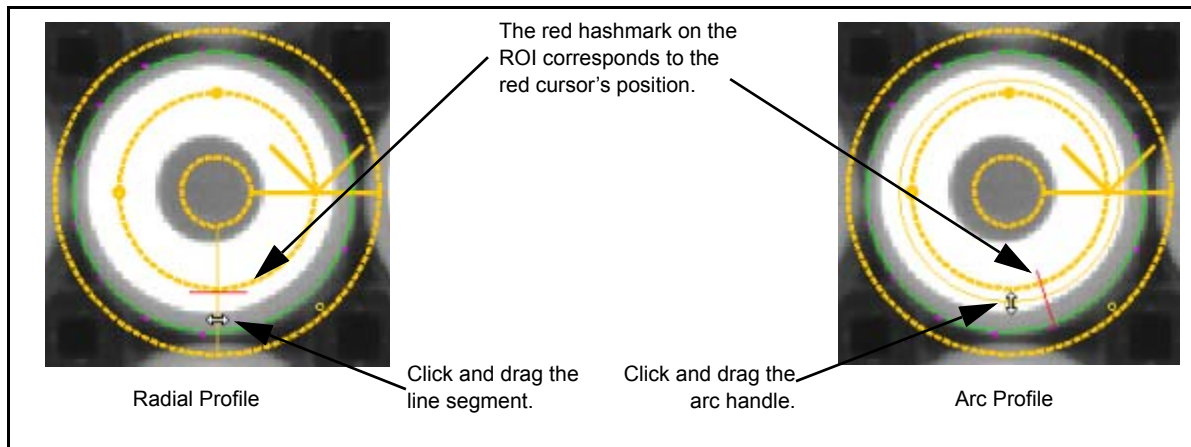 The red hashmark on the
ROI corresponds to the
red cursor’s position.
Click and drag the
line segment.
Click and drag the
arc handle.
Radial Profile
Arc Profile